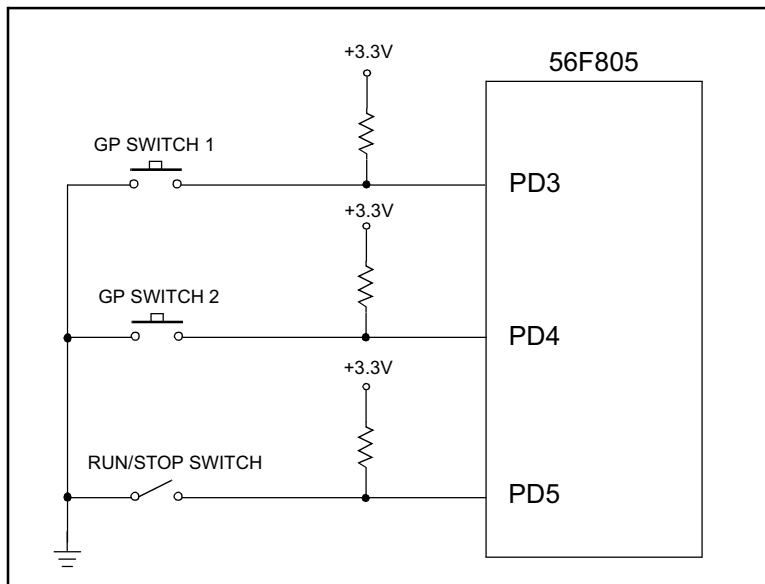 +3.3V
56F805
GP SWITCH 1
PD3
+3.3V
GP SWITCH 2
PD4
+3.3V
RUN/STOP SWITCH
PD5